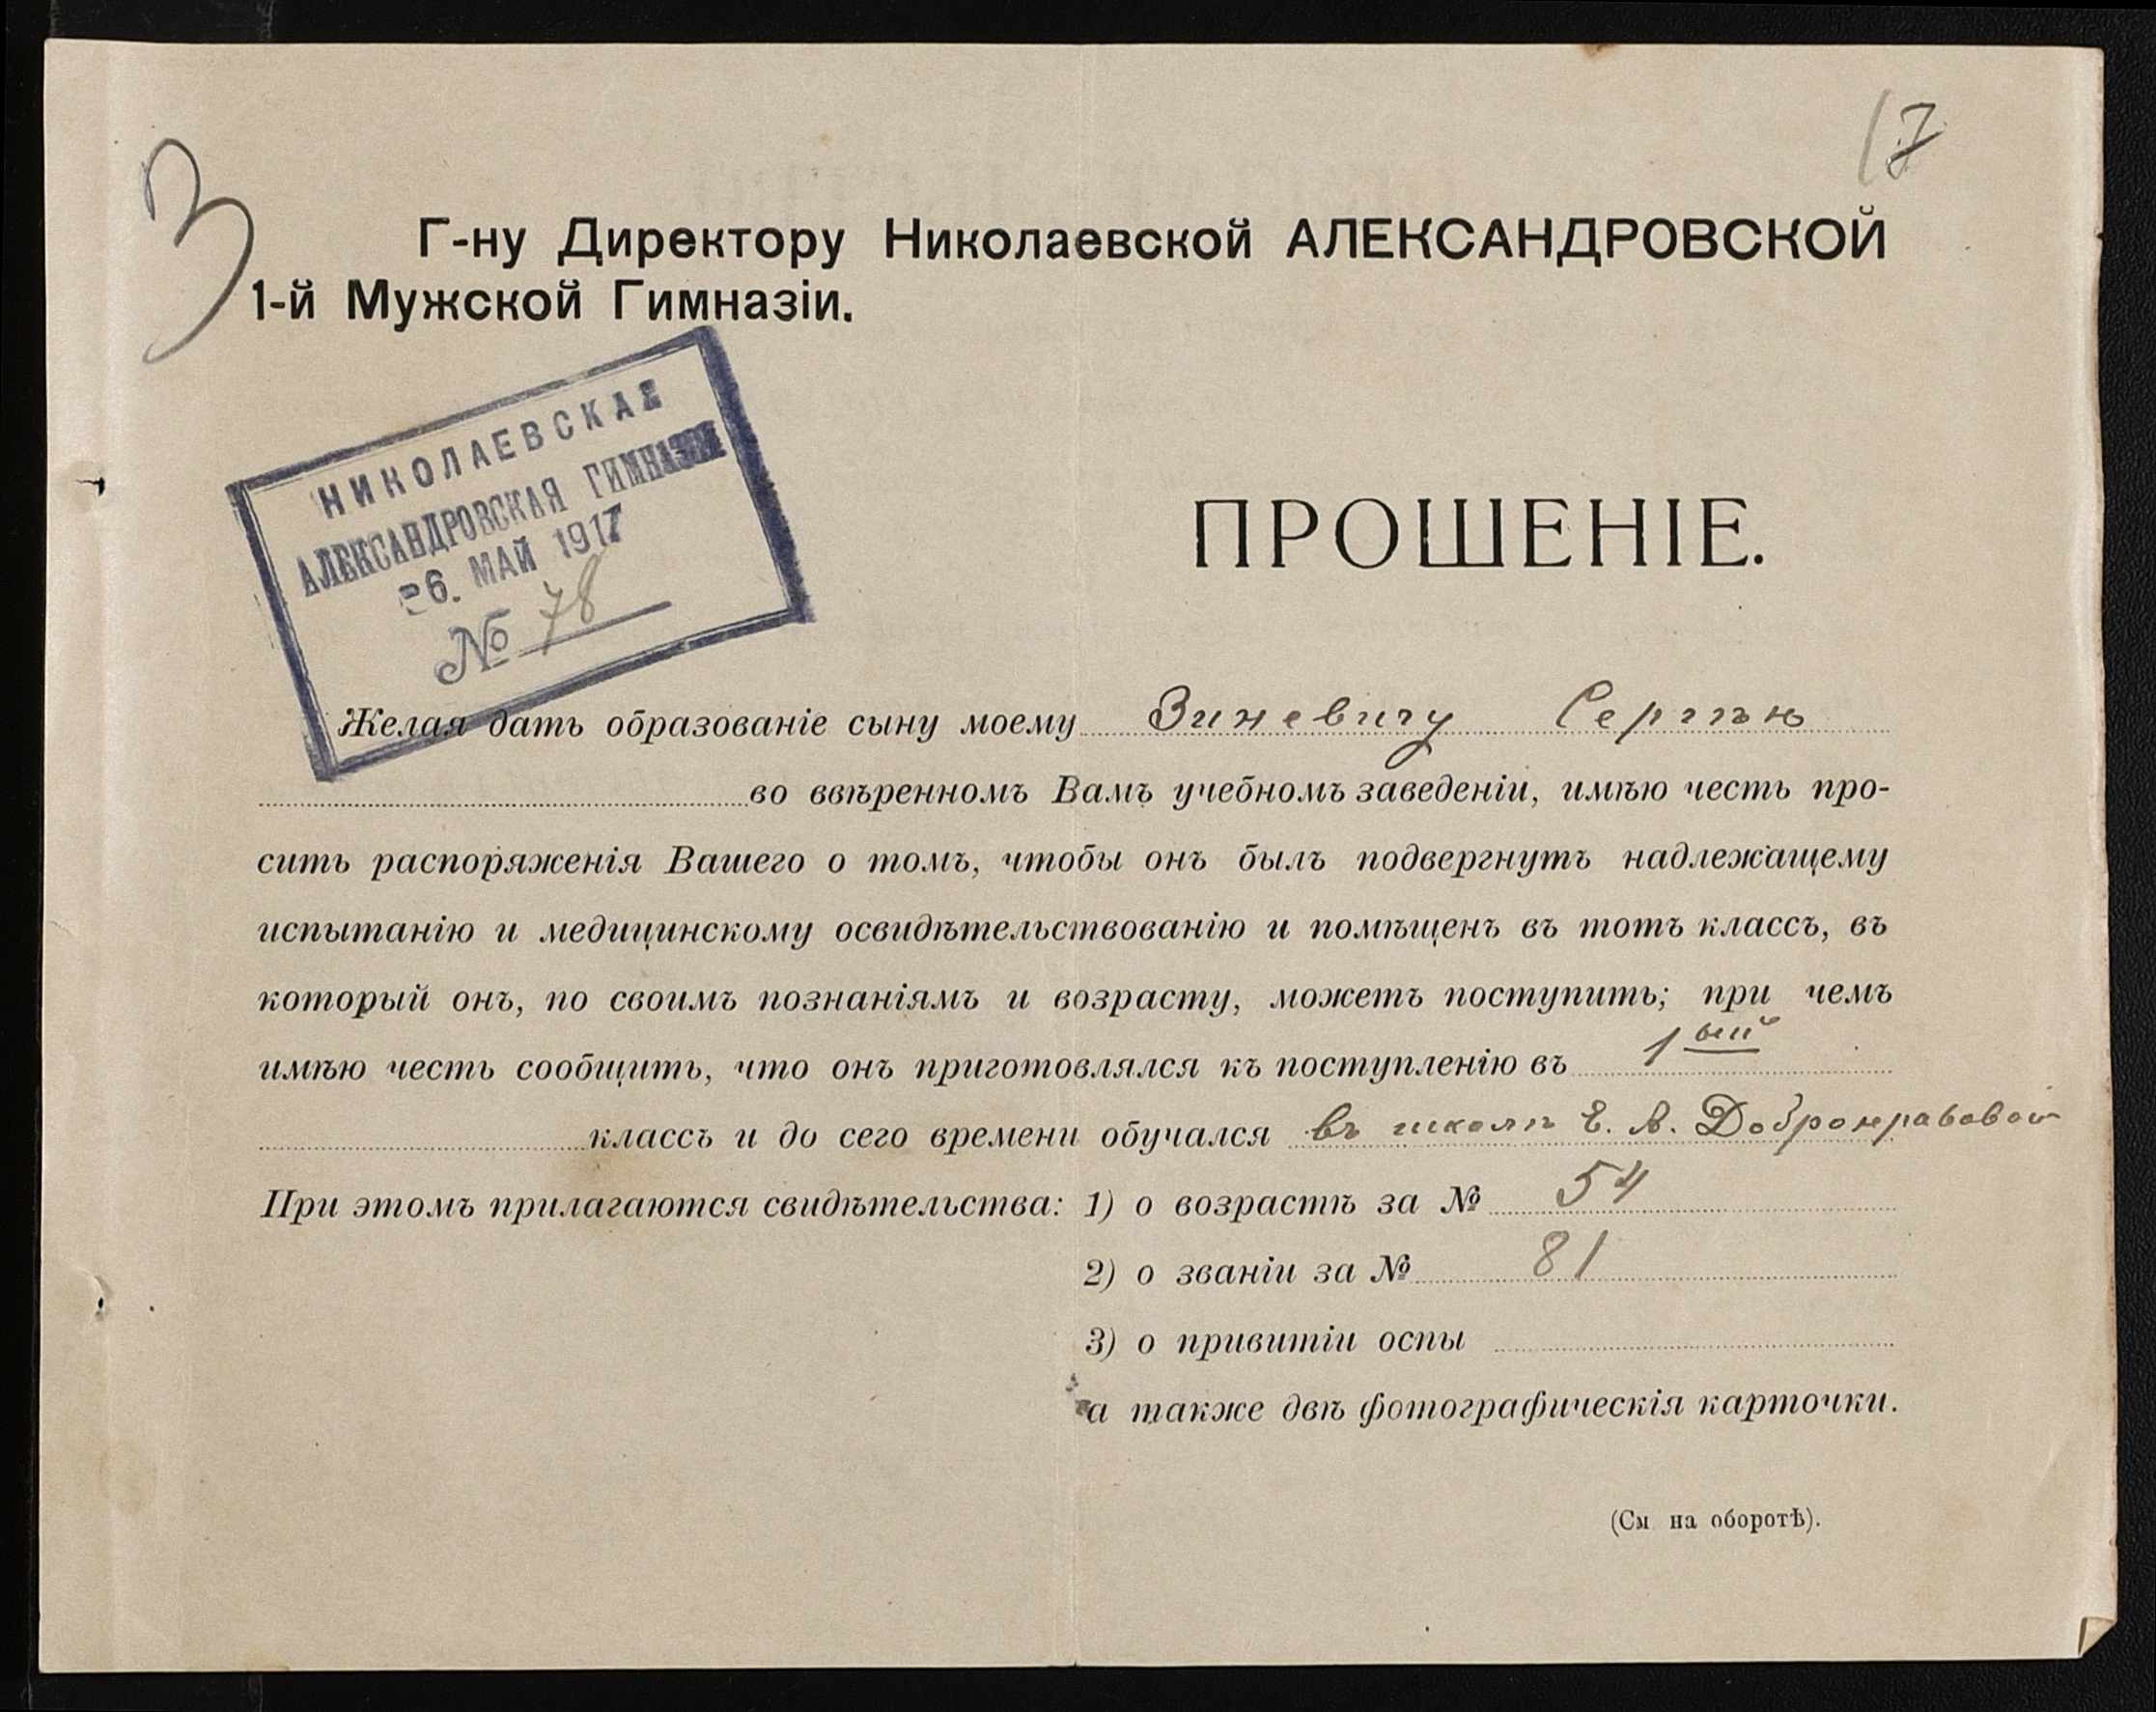 3
17
Г-ну Директору Николаевской АЛЕКСАНДРОВСКОЙ
1-й Мужской Гимназіи.
НИКОЛАЕВСКАЯ
АЛЕКСАНДРОВСКАЯ ГИМНАЗІЯ
26. МАЙ 1917
№ 78
ПРОШЕНІЕ.
Желая дать образованіе сыну моему Зиневичу Сергѣю
во ввѣренномъ Вамъ учебномъ заведеніи, имѣю честь про-
сить распоряженія Вашего о томъ, чтобы онъ былъ подвергнутъ надлежащему
испытанію и медицинскому освидѣтельствованію и помѣщенъ въ тотъ классъ, въ
который онъ, по своимъ познаніямъ и возрасту, можетъ поступить; при чемъ
имѣю честь сообщить, что онъ приготовлялся къ поступленію въ 1ый
классъ и до сего времени обучался въ школѣ Е. А. Добронравовой
При этомъ прилагаются свидѣтельства: 1) о возрастѣ за № 54
2) о званіи за № 81
3) о привитіи оспы
а также двѣ фотографическія карточки.
(См на оборотѣ).